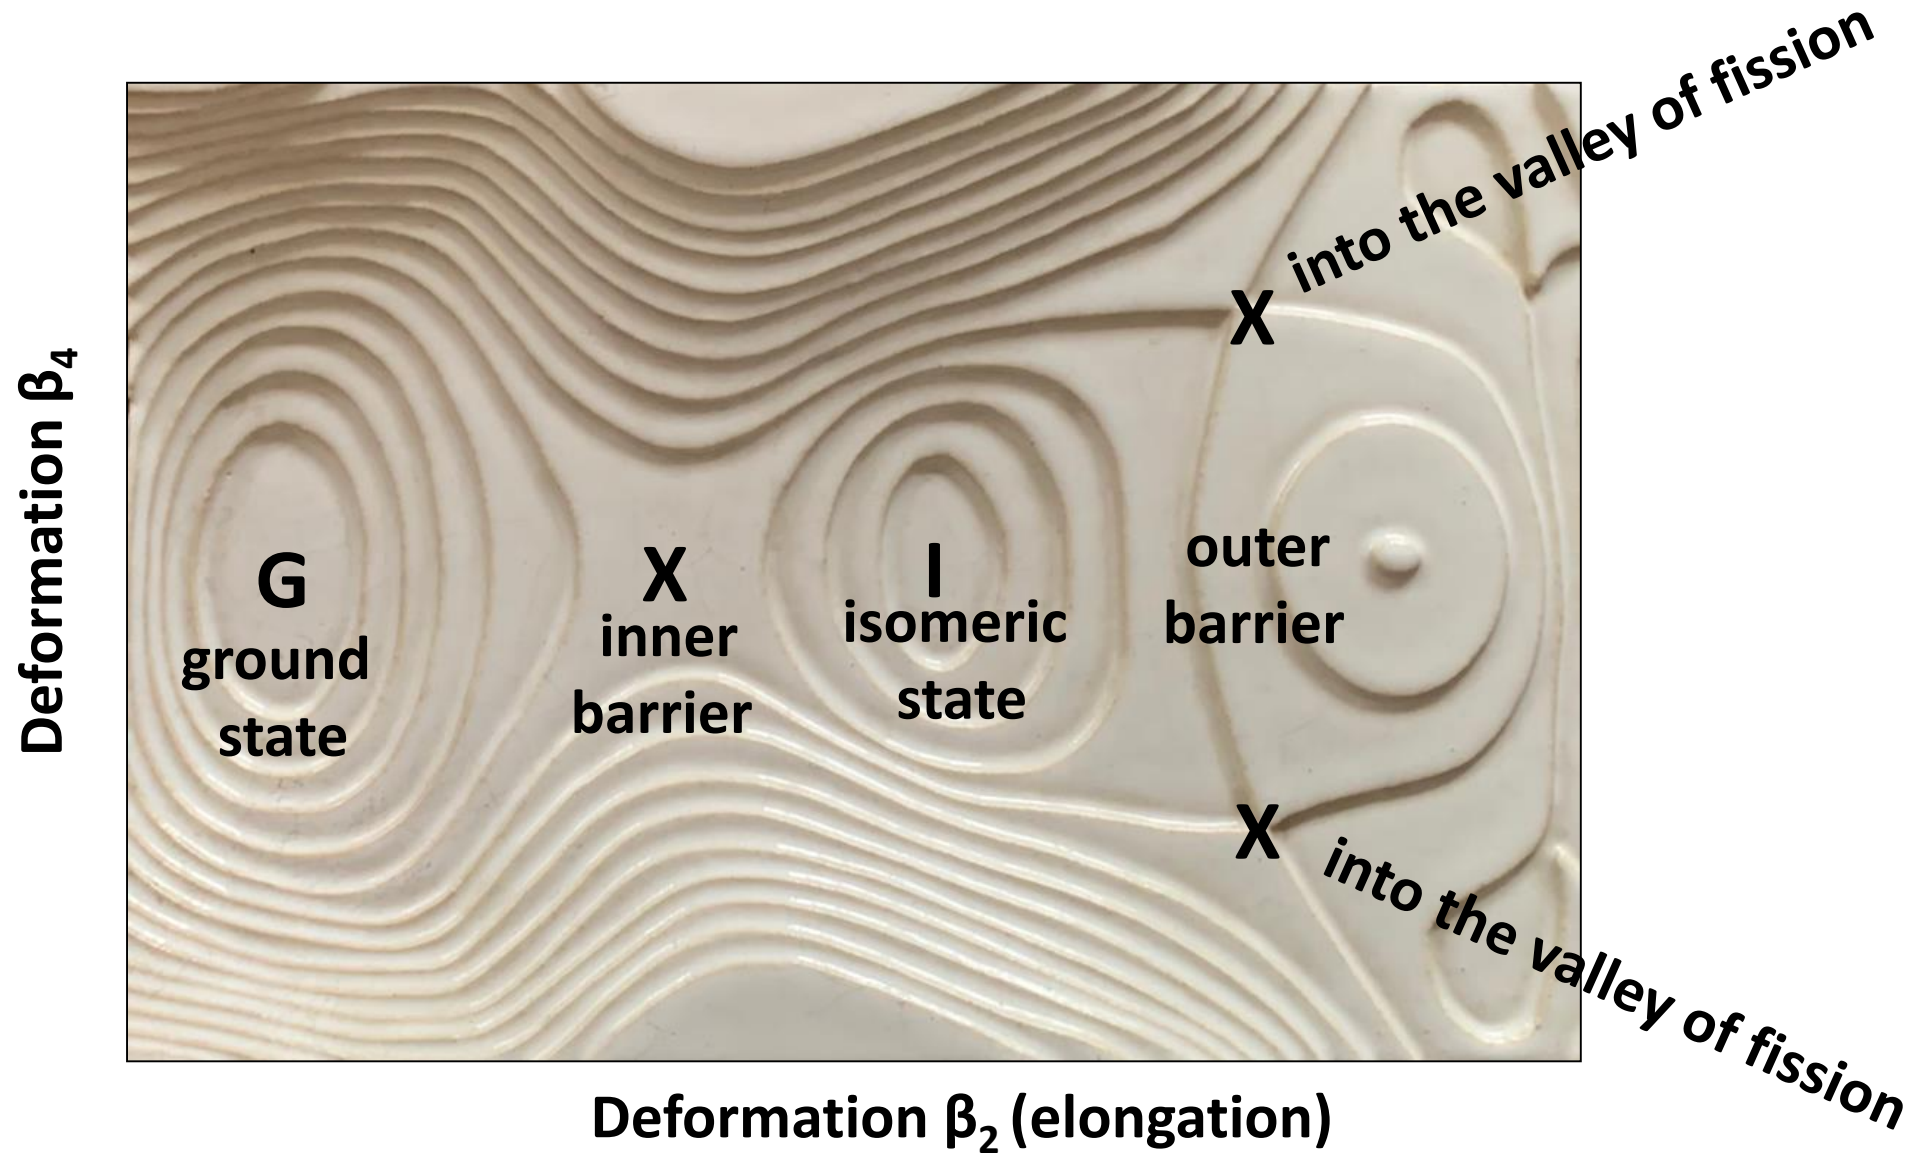 into the valley of fission
X
G
ground
state
X
inner
barrier
I
isomeric
state
outer
barrier
X
into the valley of fission
Deformation β₄
Deformation β₂ (elongation)